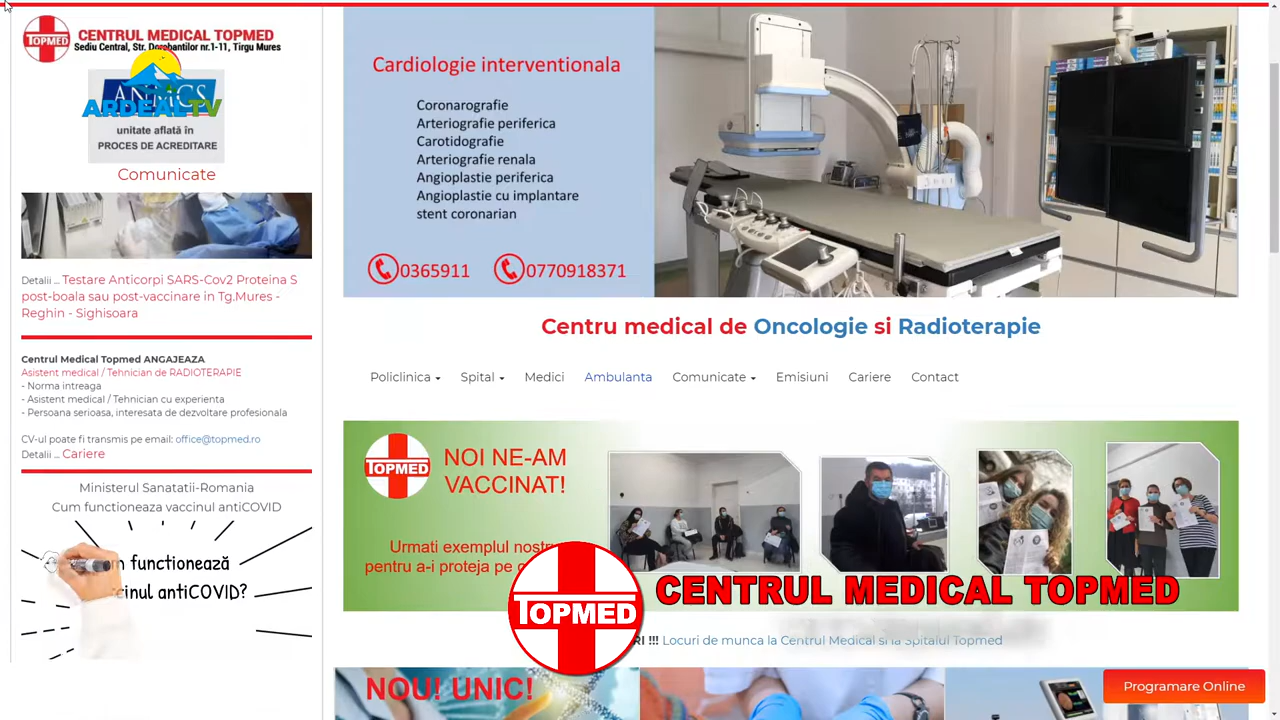 TOPMED
CENTRUL MEDICAL TOPMED
Sediu Central, Str. Dorobantilor nr.1-11, Tirgu Mures
ARDEAL TV
unitate aflată în
PROCES DE ACREDITARE
Comunicate
Detalii ... Testare Anticorpi SARS-Cov2 Proteina S
post-boala sau post-vaccinare in Tg.Mures -
Reghin - Sighisoara
Centrul Medical Topmed ANGAJEAZA
Asistent medical / Tehnician de RADIOTERAPIE
- Norma intreaga
- Asistent medical / Tehnician cu experienta
- Persoana serioasa, interesata de dezvoltare profesionala
CV-ul poate fi transmis pe email: office@topmed.ro
Detalii ... Cariere
Ministerul Sanatatii-Romania
Cum functioneaza vaccinul antiCOVID
funcționează
antiCOVID?
Cardiologie interventionala
Coronarografie
Arteriografie periferica
Carotidografie
Arteriografie renala
Angioplastie periferica
Angioplastie cu implantare
stent coronarian
0365911 0770918371
Centru medical de Oncologie si Radioterapie
Policlinica Spital Medici Ambulanta Comunicate Emisiuni Cariere Contact
TOPMED
NOI NE-AM
VACCINAT!
Urmati exemplul
pentru a-i proteja pe
TOPMED
CENTRUL MEDICAL TOPMED
!!! Locuri de munca la Centrul Medical si la Spitalul Topmed
NOU! UNIC!
Programare Online